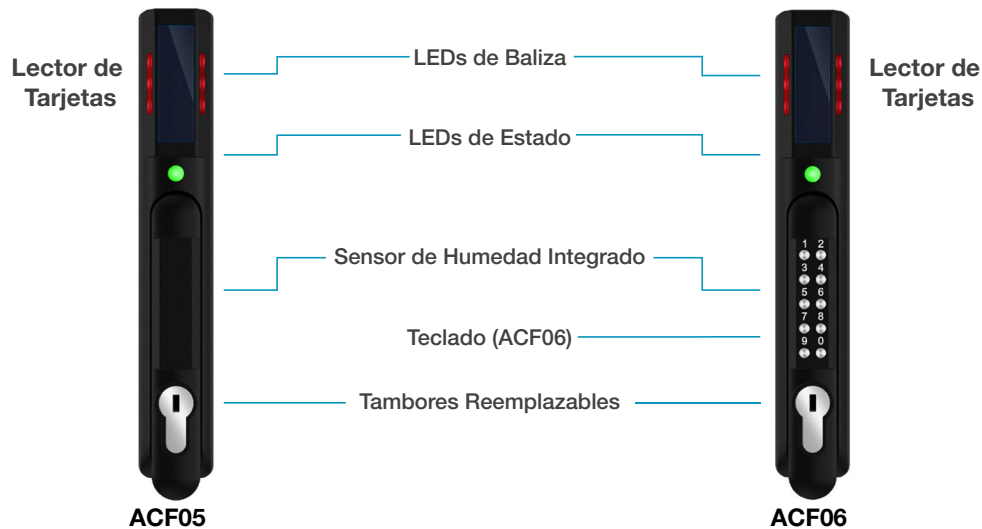 LEDs de Baliza
Lector de
Tarjetas
Lector de
Tarjetas
LEDs de Estado
Sensor de Humedad Integrado
1 2
3 4
5 6
7 8
9 0
Teclado (ACF06)
Tambores Reemplazables
ACF05
ACF06